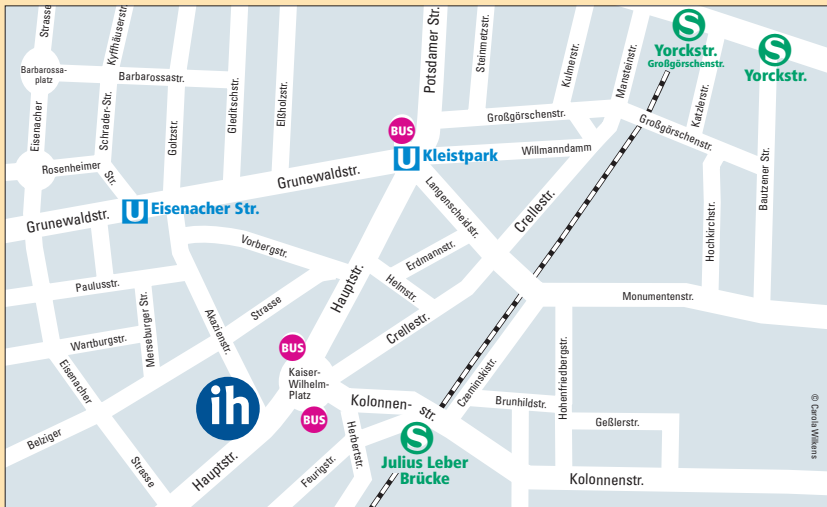 Strasse
Kyffhäuserstr.
Potsdamer Str.
Steinmetzstr.
S
Yorckstr.
Großgörschenstr.
S
Yorckstr.
Barbarossa-
platz
Barbarossastr.
Kulmerstr.
Mansteinstr.
Katzlerstr.
Eisenacher
Schrader-Str.
Goltzstr.
Gleditschstr.
Elßholzstr.
Großgörschenstr.
Großgörschenstr.
BUS
U Kleistpark
Willmanndamm
Rosenheimer
Str.
Grunewaldstr.
Langenscheidstr.
Crellestr.
Hochkirchstr.
Bautzener Str.
Grunewaldstr.
U Eisenacher Str.
Vorbergstr.
Erdmannstr.
Hauptstr.
Helmstr.
Paulusstr.
Merseburger Str.
Akazienstr.
Strasse
Crellestr.
Monumentenstr.
Wartburgstr.
BUS
Eisenacher
Kaiser-
Wilhelm-
Platz
Czeminskistr.
Hohenfriedbergstr.
ih
BUS
Kolonnen-
str.
Brunhildstr.
Geßlerstr.
Belziger
Strasse
Hauptstr.
Herbertstr.
Feurigstr.
S
Julius Leber
Brücke
Kolonnenstr.
© Carola Wilkens